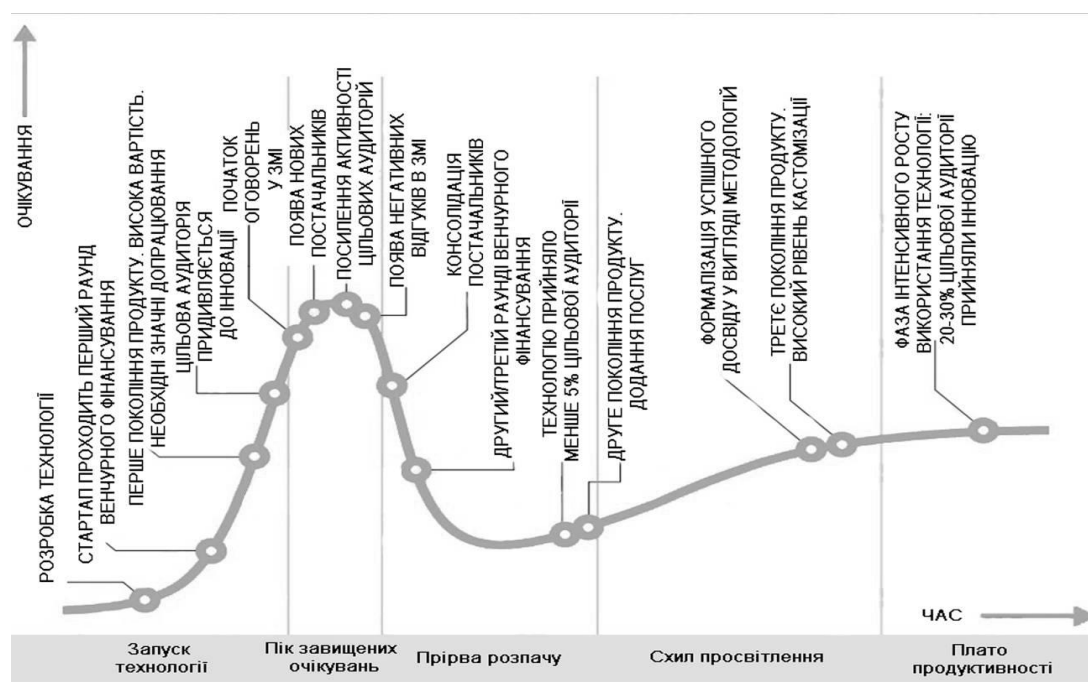 ОЧІКУВАННЯ
РОЗРОБКА ТЕХНОЛОГІЇ
СТАРТАП ПРОХОДИТЬ ПЕРШИЙ РАУНД
ВЕНЧУРНОГО ФІНАНСУВАННЯ
ПЕРШЕ ПОКОЛІННЯ ПРОДУКТУ. ВИСОКА ВАРТІСТЬ.
НЕОБХІДНІ ЗНАЧНІ ДОПРАЦЮВАННЯ
ЦІЛЬОВА АУДИТОРІЯ
ПРИДИВЛЯЄТЬСЯ
ДО ІННОВАЦІЇ
ПОЧАТОК
ОГОВОРЕНЬ
У ЗМІ
ПОЯВА НОВИХ
ПОСТАЧАЛЬНИКІВ
ПОСИЛЕННЯ АКТИВНОСТІ
ЦІЛЬОВИХ АУДИТОРІЙ
ПОЯВА НЕГАТИВНИХ
ВІДГУКІВ В ЗМІ
КОНСОЛІДАЦІЯ
ПОСТАЧАЛЬНИКІВ
ДРУГИЙ/ТРЕТІЙ РАУНДІ ВЕНЧУРНОГО
ФІНАНСУВАННЯ
ТЕХНОЛОГІЮ ПРИЙНЯЛО
МЕНШЕ 5% ЦІЛЬОВОЇ АУДИТОРІЇ
ДРУГЕ ПОКОЛІННЯ ПРОДУКТУ.
ДОДАННЯ ПОСЛУГ
ФОРМАЛІЗАЦІЯ УСПІШНОГО
ДОСВІДУ У ВИГЛЯДІ МЕТОДОЛОГІЙ
ТРЕТЄ ПОКОЛІННЯ ПРОДУКТУ.
ВИСОКИЙ РІВЕНЬ КАСТОМІЗАЦІЇ
ФАЗА ІНТЕНСИВНОГО РОСТУ
ВИКОРИСТАННЯ ТЕХНОЛОГІЇ:
20-30% ЦІЛЬОВОЇ АУДИТОРІЇ
ПРИЙНЯЛИ ІННОВАЦІЮ
ЧАС
Запуск
технології
Пік завищених
очікувань
Прірва розпачу
Схил просвітлення
Плато
продуктивності